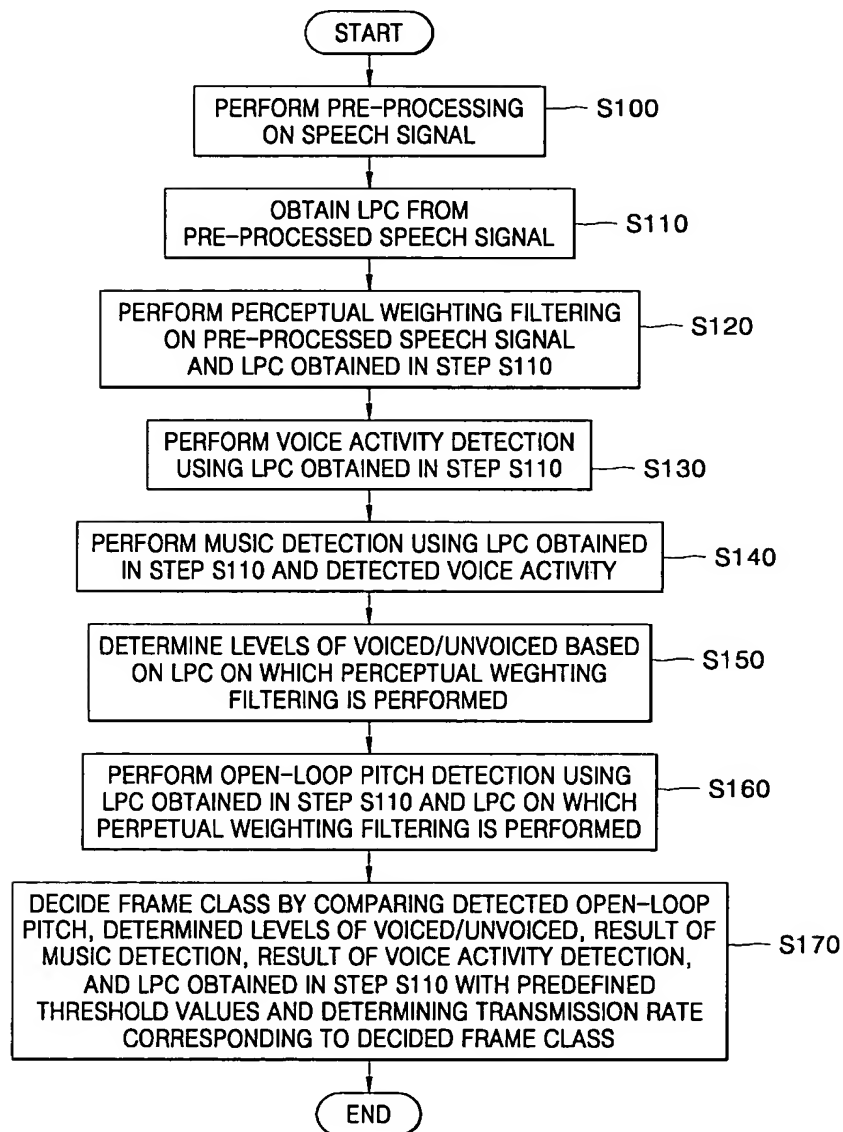 START
PERFORM PRE-PROCESSING
ON SPEECH SIGNAL
S100
OBTAIN LPC FROM
PRE-PROCESSED SPEECH SIGNAL
S110
PERFORM PERCEPTUAL WEIGHTING FILTERING
ON PRE-PROCESSED SPEECH SIGNAL
AND LPC OBTAINED IN STEP S110
S120
PERFORM VOICE ACTIVITY DETECTION
USING LPC OBTAINED IN STEP S110
S130
PERFORM MUSIC DETECTION USING LPC OBTAINED
IN STEP S110 AND DETECTED VOICE ACTIVITY
S140
DETERMINE LEVELS OF VOICED/UNVOICED BASED
ON LPC ON WHICH PERCEPTUAL WEGHTING
FILTERING IS PERFORMED
S150
PERFORM OPEN-LOOP PITCH DETECTION USING
LPC OBTAINED IN STEP S110 AND LPC ON WHICH
PERPETUAL WEIGHTING FILTERING IS PERFORMED
S160
DECIDE FRAME CLASS BY COMPARING DETECTED OPEN-LOOP
PITCH, DETERMINED LEVELS OF VOICED/UNVOICED, RESULT OF
MUSIC DETECTION, RESULT OF VOICE ACTIVITY DETECTION,
AND LPC OBTAINED IN STEP S110 WITH PREDEFINED
THRESHOLD VALUES AND DETERMINING TRANSMISSION RATE
CORRESPONDING TO DECIDED FRAME CLASS
S170
END